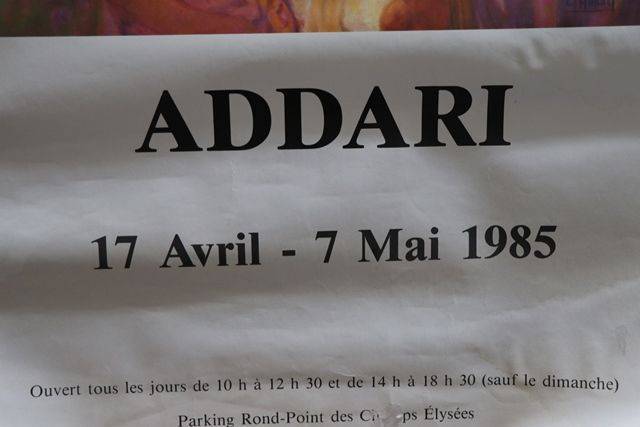 ADDARI
17 Avril - 7 Mai 1985
Ouvert tous les jours de 10 h à 12 h 30 et de 14 h à 18 h 30 (sauf le dimanche)
Parking Rond-Point des Élysées